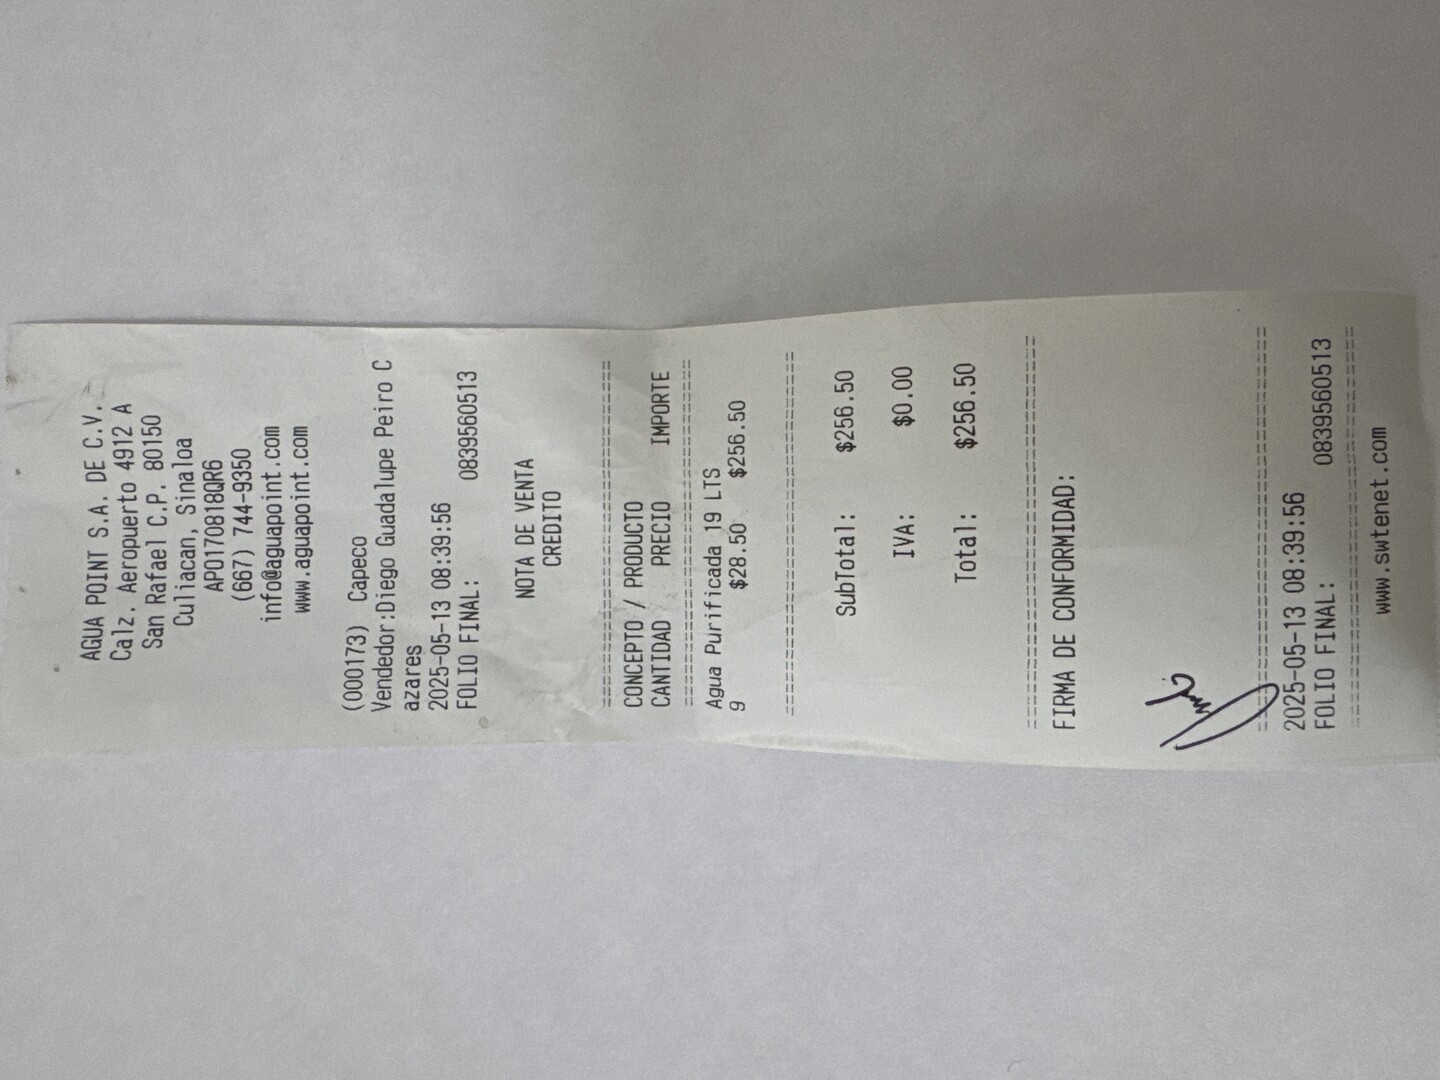 AGUA POINT S.A. DE C.V.
Calz. Aeropuerto 4912 A
San Rafael C.P. 80150
Culiacan, Sinaloa
APO170818QR6
(667) 744-9350
info@aguapoint.com
www.aguapoint.com
(000173) Capeco
Vendedor:Diego Guadalupe Peiro C
azares
2025-05-13 08:39:56
FOLIO FINAL: 0839560513
NOTA DE VENTA
CREDITO
================================
CONCEPTO / PRODUCTO
CANTIDAD PRECIO IMPORTE
================================
Agua Purificada 19 LTS
9 $28.50 $256.50
--------------------------------
SubTotal: $256.50
IVA: $0.00
Total: $256.50
--------------------------------
FIRMA DE CONFORMIDAD:
================================
2025-05-13 08:39:56
FOLIO FINAL: 0839560513
================================
www.swtenet.com